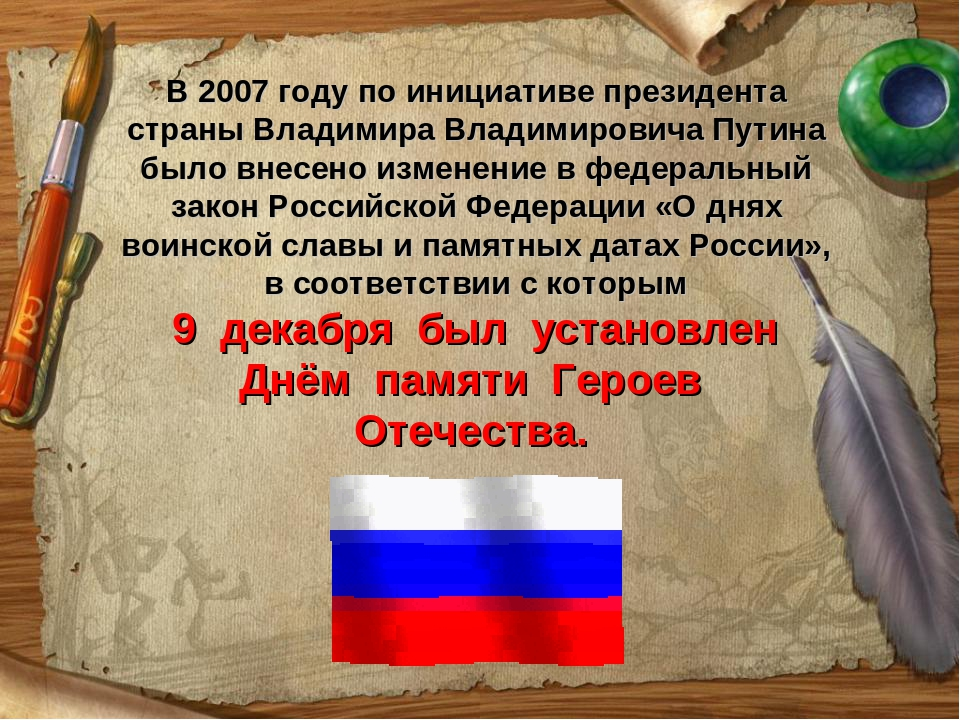 В 2007 году по инициативе президента
страны Владимира Владимировича Путина
было внесено изменение в федеральный
закон Российской Федерации «О днях
воинской славы и памятных датах России»,
в соответствии с которым
9 декабря был установлен
Днём памяти Героев
Отечества.